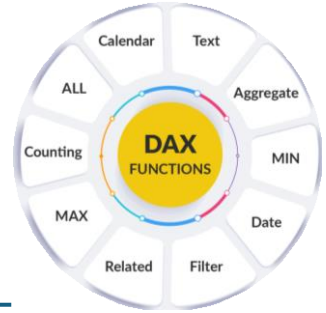 Calendar
Text
ALL
Aggregate
Counting
DAX
FUNCTIONS
MIN
MAX
Date
Related
Filter